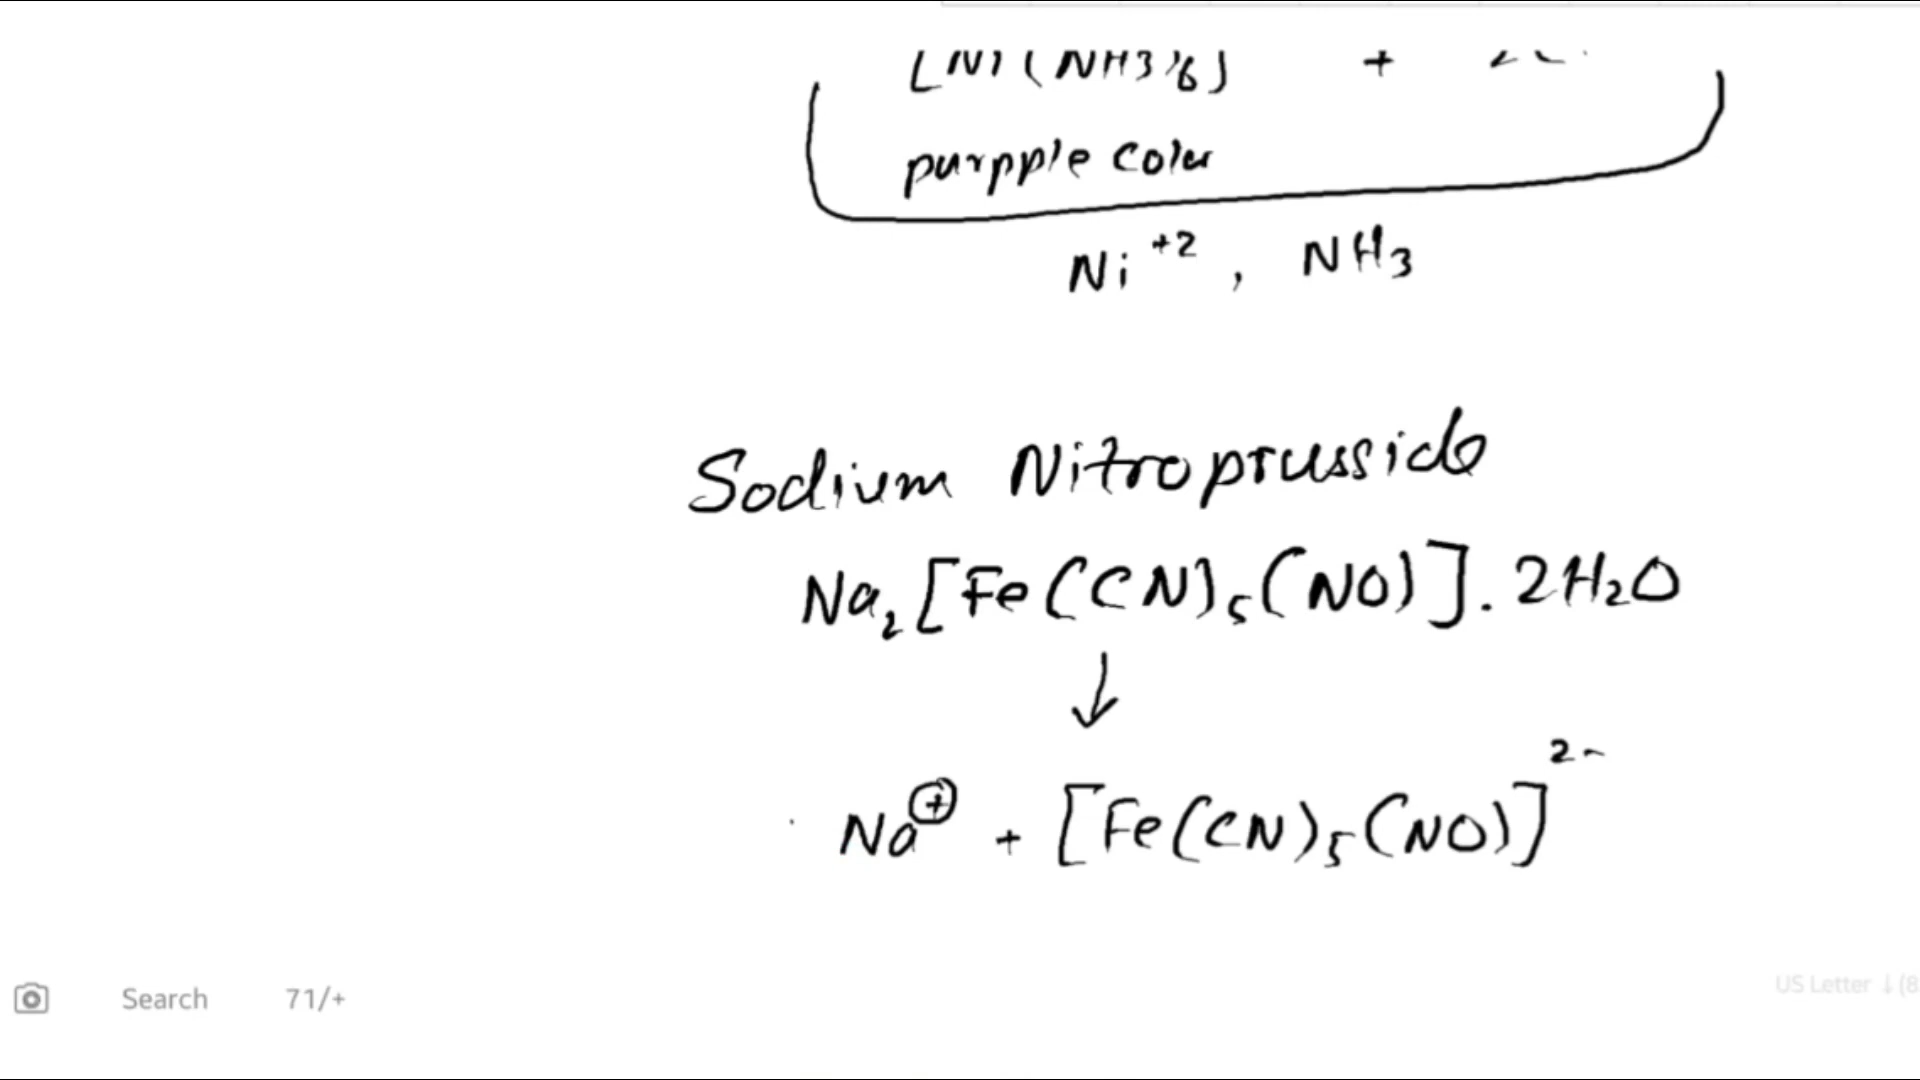 [Ni(NH3)6] +
purpple color
Ni+2, NH3
Sodium Nitroprusside
Na2[Fe(CN)5(NO)].2H2O
↓
Na⊕ + [Fe(CN)5(NO)]2-
Search 71/+
US Letter ↓(8